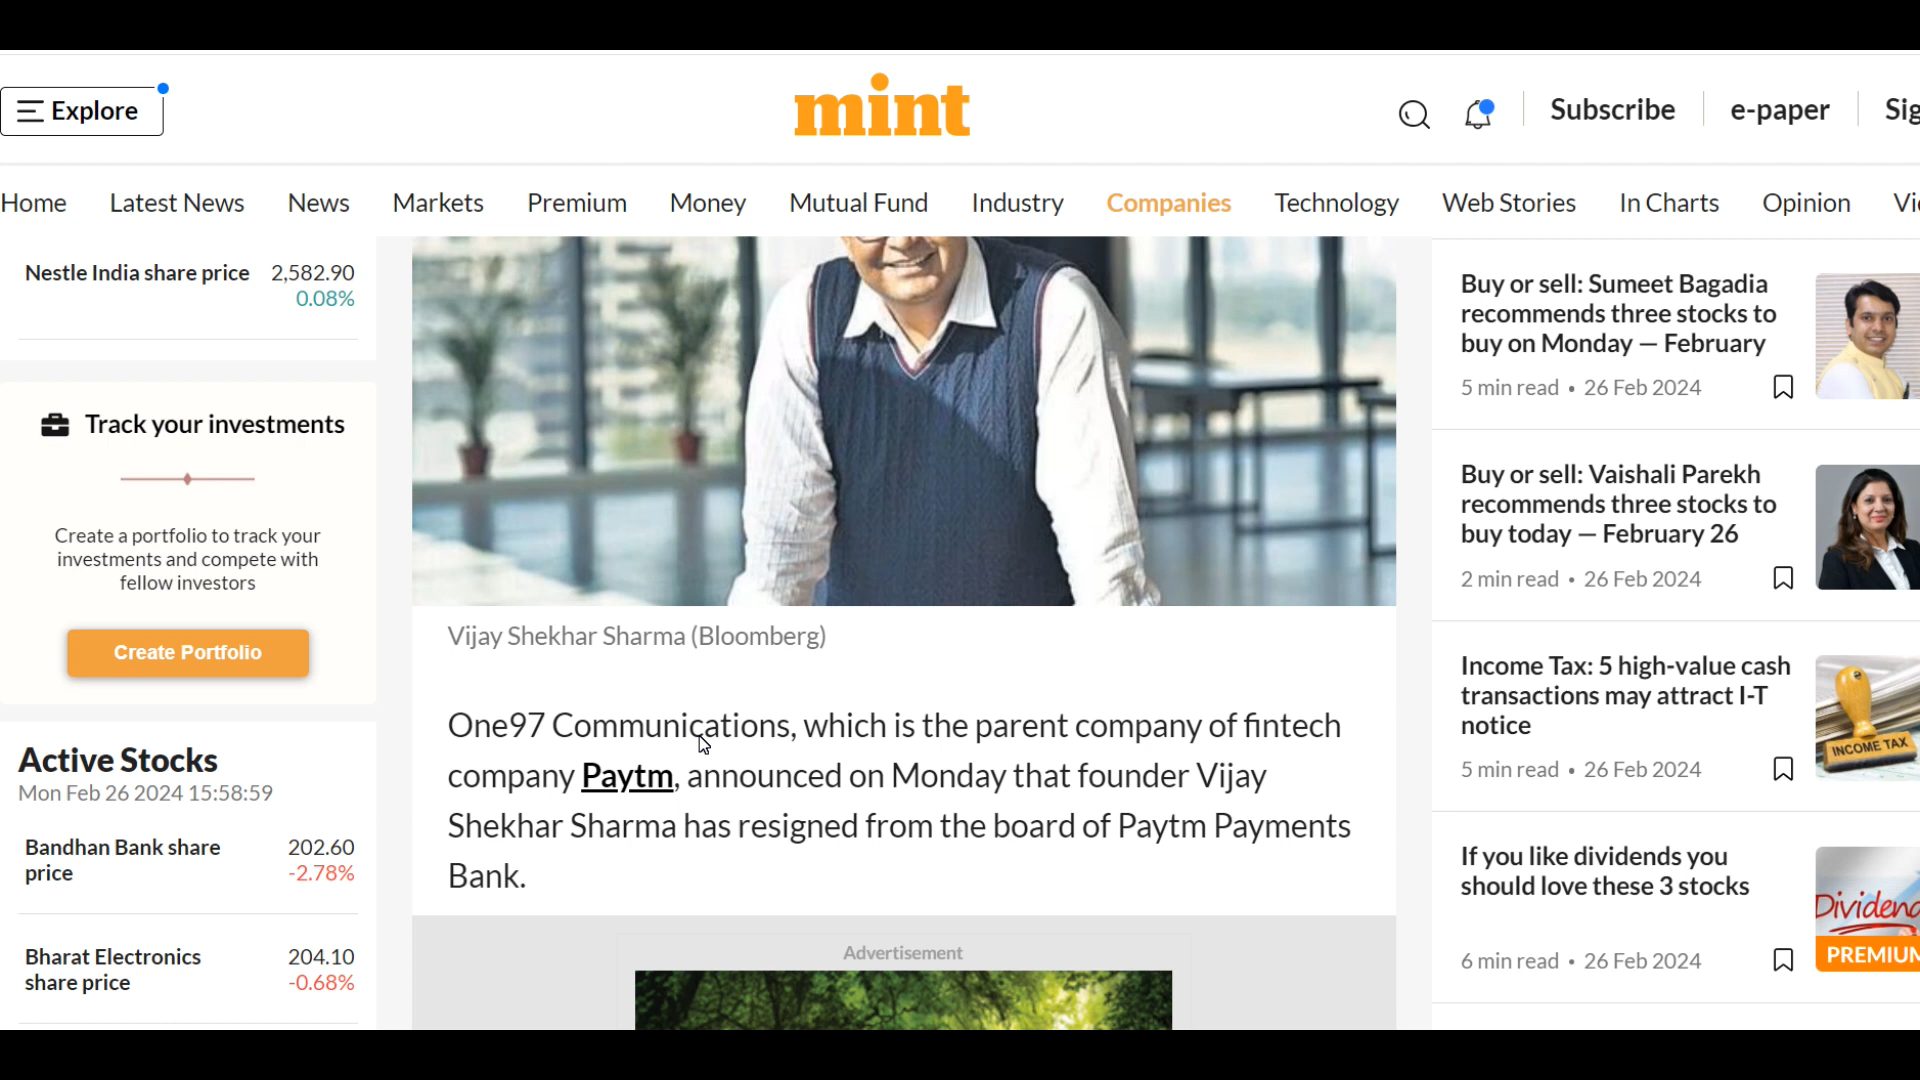 Explore
mint
Subscribe
e-paper
Sig
Home
Latest News
News
Markets
Premium
Money
Mutual Fund
Industry
Companies
Technology
Web Stories
In Charts
Opinion
Vi
Nestle India share price 2,582.90
0.08%
Track your investments
Create a portfolio to track your
investments and compete with
fellow investors
Create Portfolio
Active Stocks
Mon Feb 26 2024 15:58:59
Bandhan Bank share 202.60
price -2.78%
Bharat Electronics 204.10
share price -0.68%
Vijay Shekhar Sharma (Bloomberg)
One97 Communications, which is the parent company of fintech
company Paytm, announced on Monday that founder Vijay
Shekhar Sharma has resigned from the board of Paytm Payments
Bank.
Advertisement
Buy or sell: Sumeet Bagadia
recommends three stocks to
buy on Monday — February
5 min read • 26 Feb 2024
Buy or sell: Vaishali Parekh
recommends three stocks to
buy today — February 26
2 min read • 26 Feb 2024
Income Tax: 5 high-value cash
transactions may attract I-T
notice
INCOME TAX
5 min read • 26 Feb 2024
If you like dividends you
should love these 3 stocks
Dividend
PREMIUM
6 min read • 26 Feb 2024